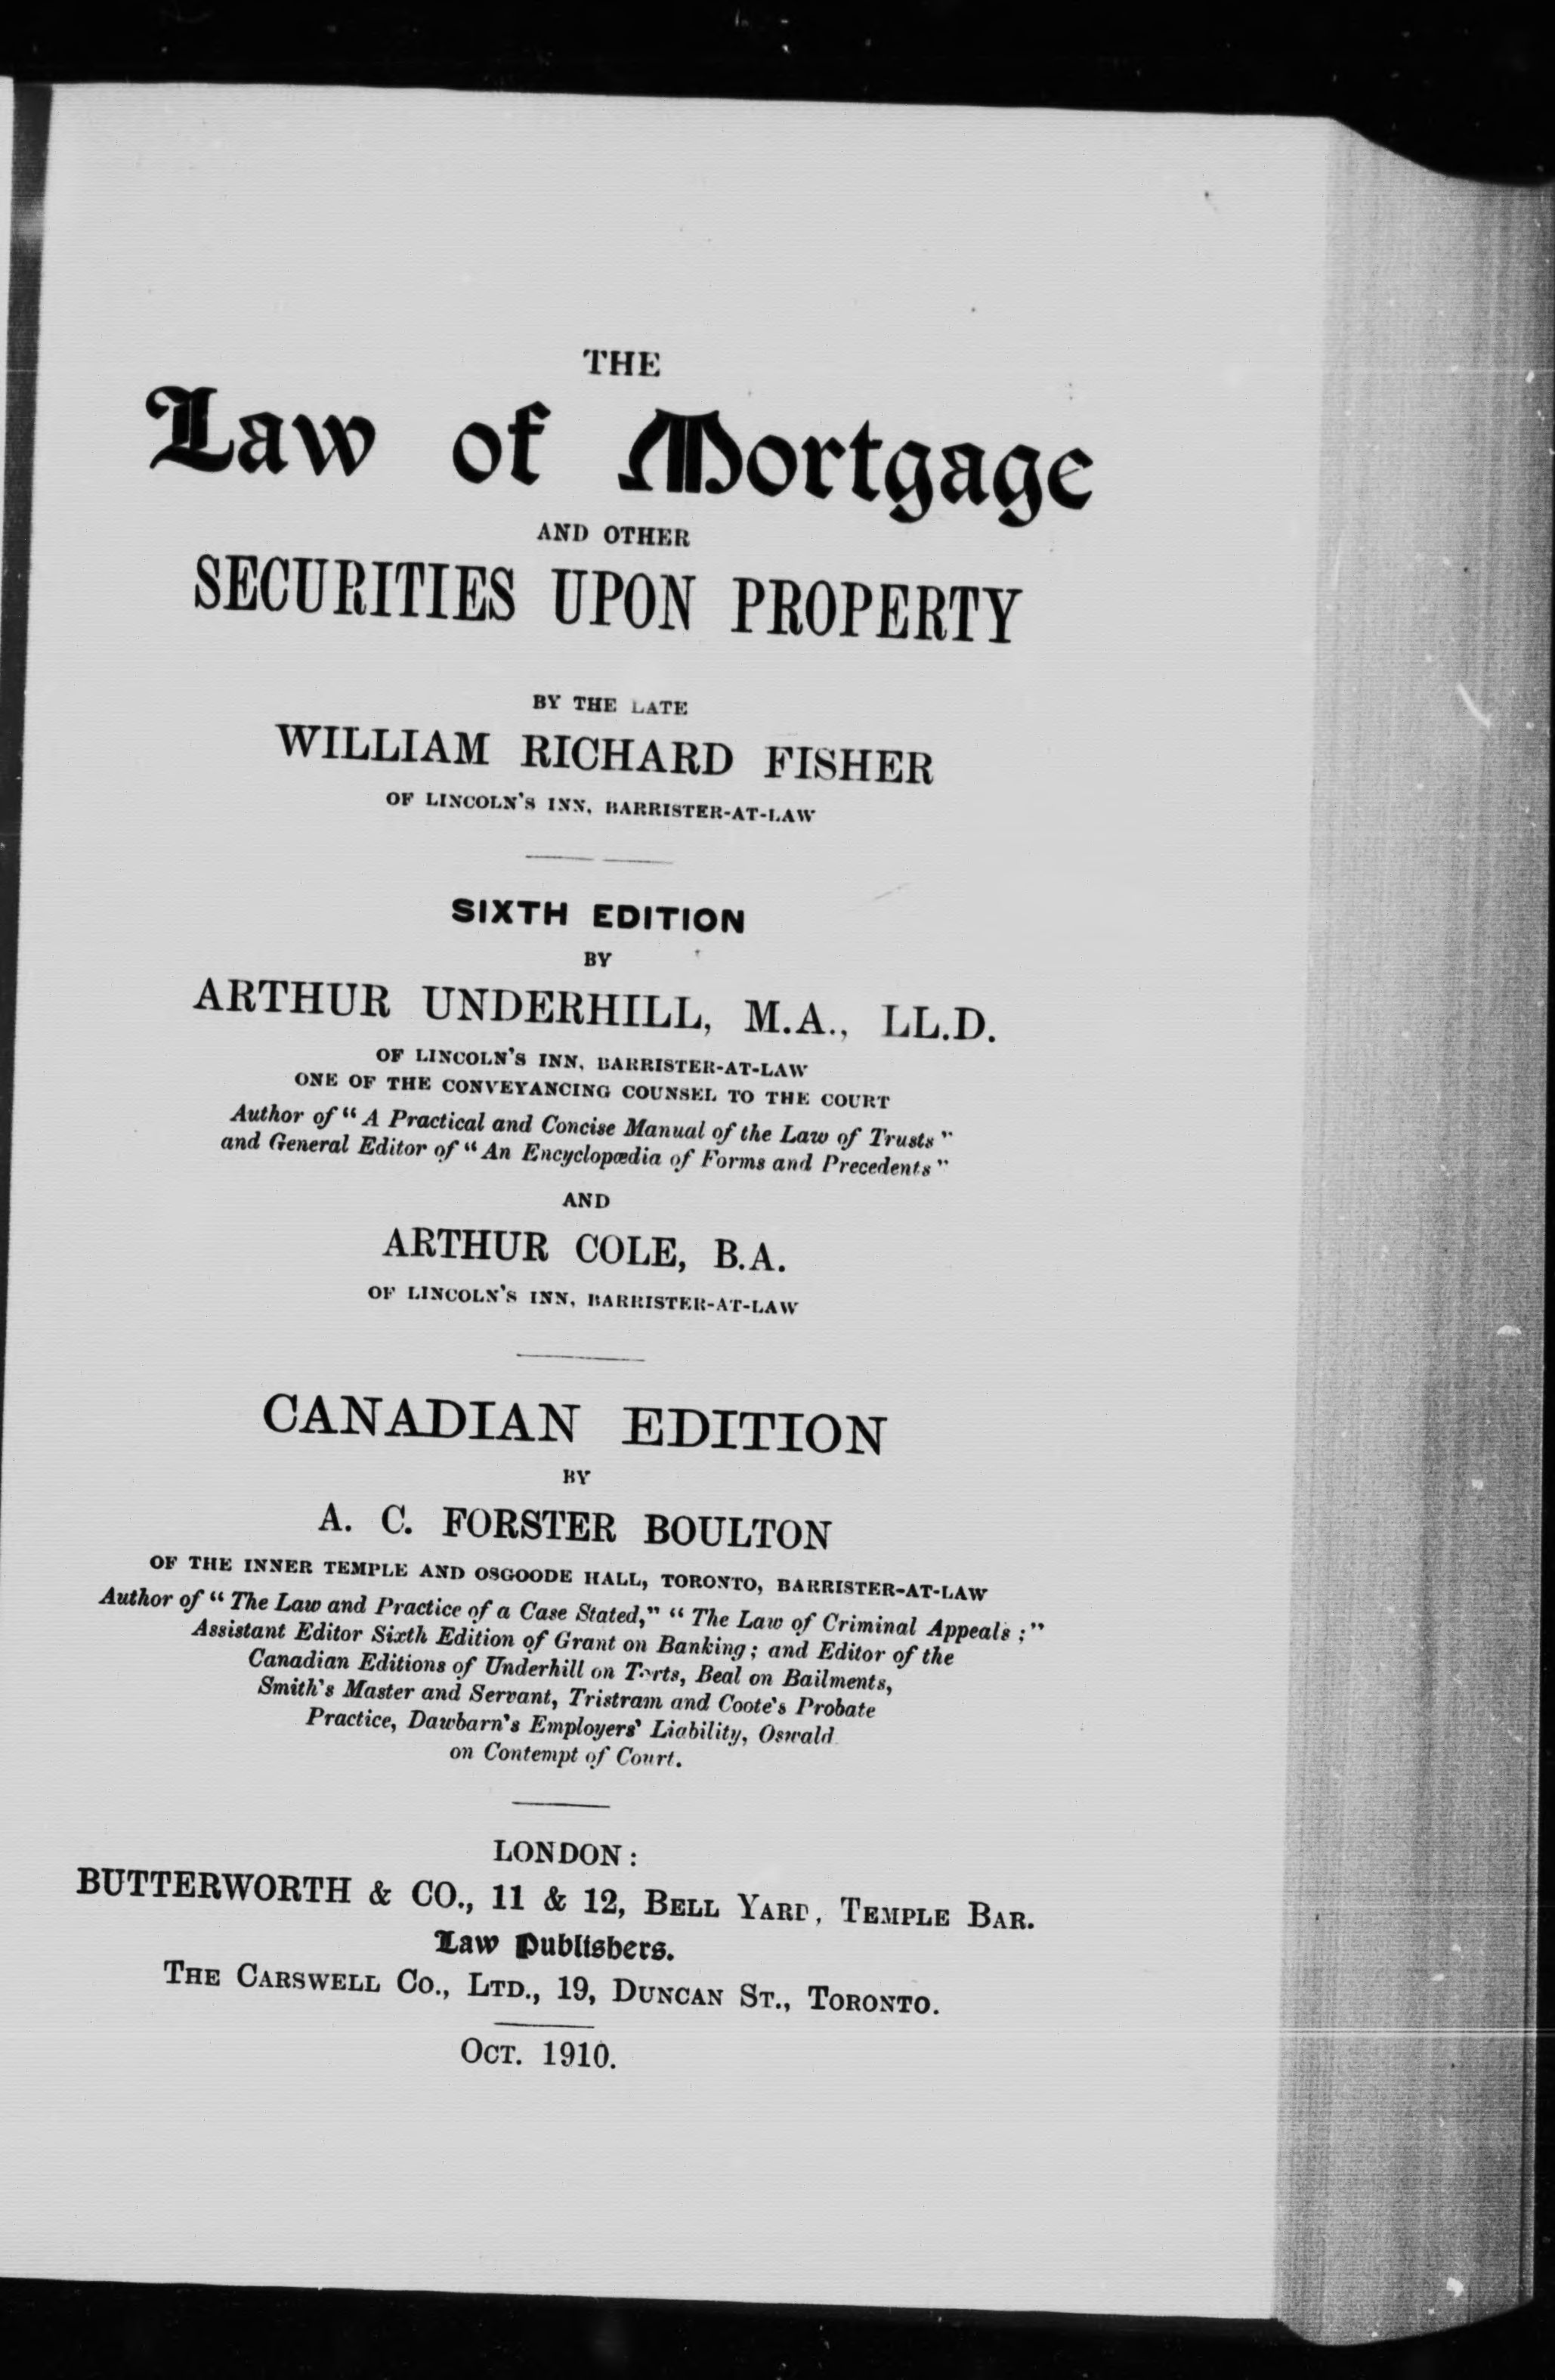 THE
Law of Mortgage
AND OTHER
SECURITIES UPON PROPERTY
BY THE LATE
WILLIAM RICHARD FISHER
OF LINCOLN'S INN, BARRISTER-AT-LAW
SIXTH EDITION
BY
ARTHUR UNDERHILL, M.A., LL.D.
OF LINCOLN'S INN, BARRISTER-AT-LAW
ONE OF THE CONVEYANCING COUNSEL TO THE COURT
Author of "A Practical and Concise Manual of the Law of Trusts"
and General Editor of "An Encyclopædia of Forms and Precedents"
AND
ARTHUR COLE, B.A.
OF LINCOLN'S INN, BARRISTER-AT-LAW
CANADIAN EDITION
BY
A. C. FORSTER BOULTON
OF THE INNER TEMPLE AND OSGOODE HALL, TORONTO, BARRISTER-AT-LAW
Author of "The Law and Practice of a Case Stated," "The Law of Criminal Appeals;"
Assistant Editor Sixth Edition of Grant on Banking; and Editor of the
Canadian Editions of Underhill on Torts, Beal on Bailments,
Smith's Master and Servant, Tristram and Coote's Probate
Practice, Dawbarn's Employers' Liability, Oswald
on Contempt of Court.
LONDON:
BUTTERWORTH & CO., 11 & 12, BELL YARD, TEMPLE BAR.
Law Publishers.
THE CARSWELL CO., LTD., 19, DUNCAN ST., TORONTO.
OCT. 1910.